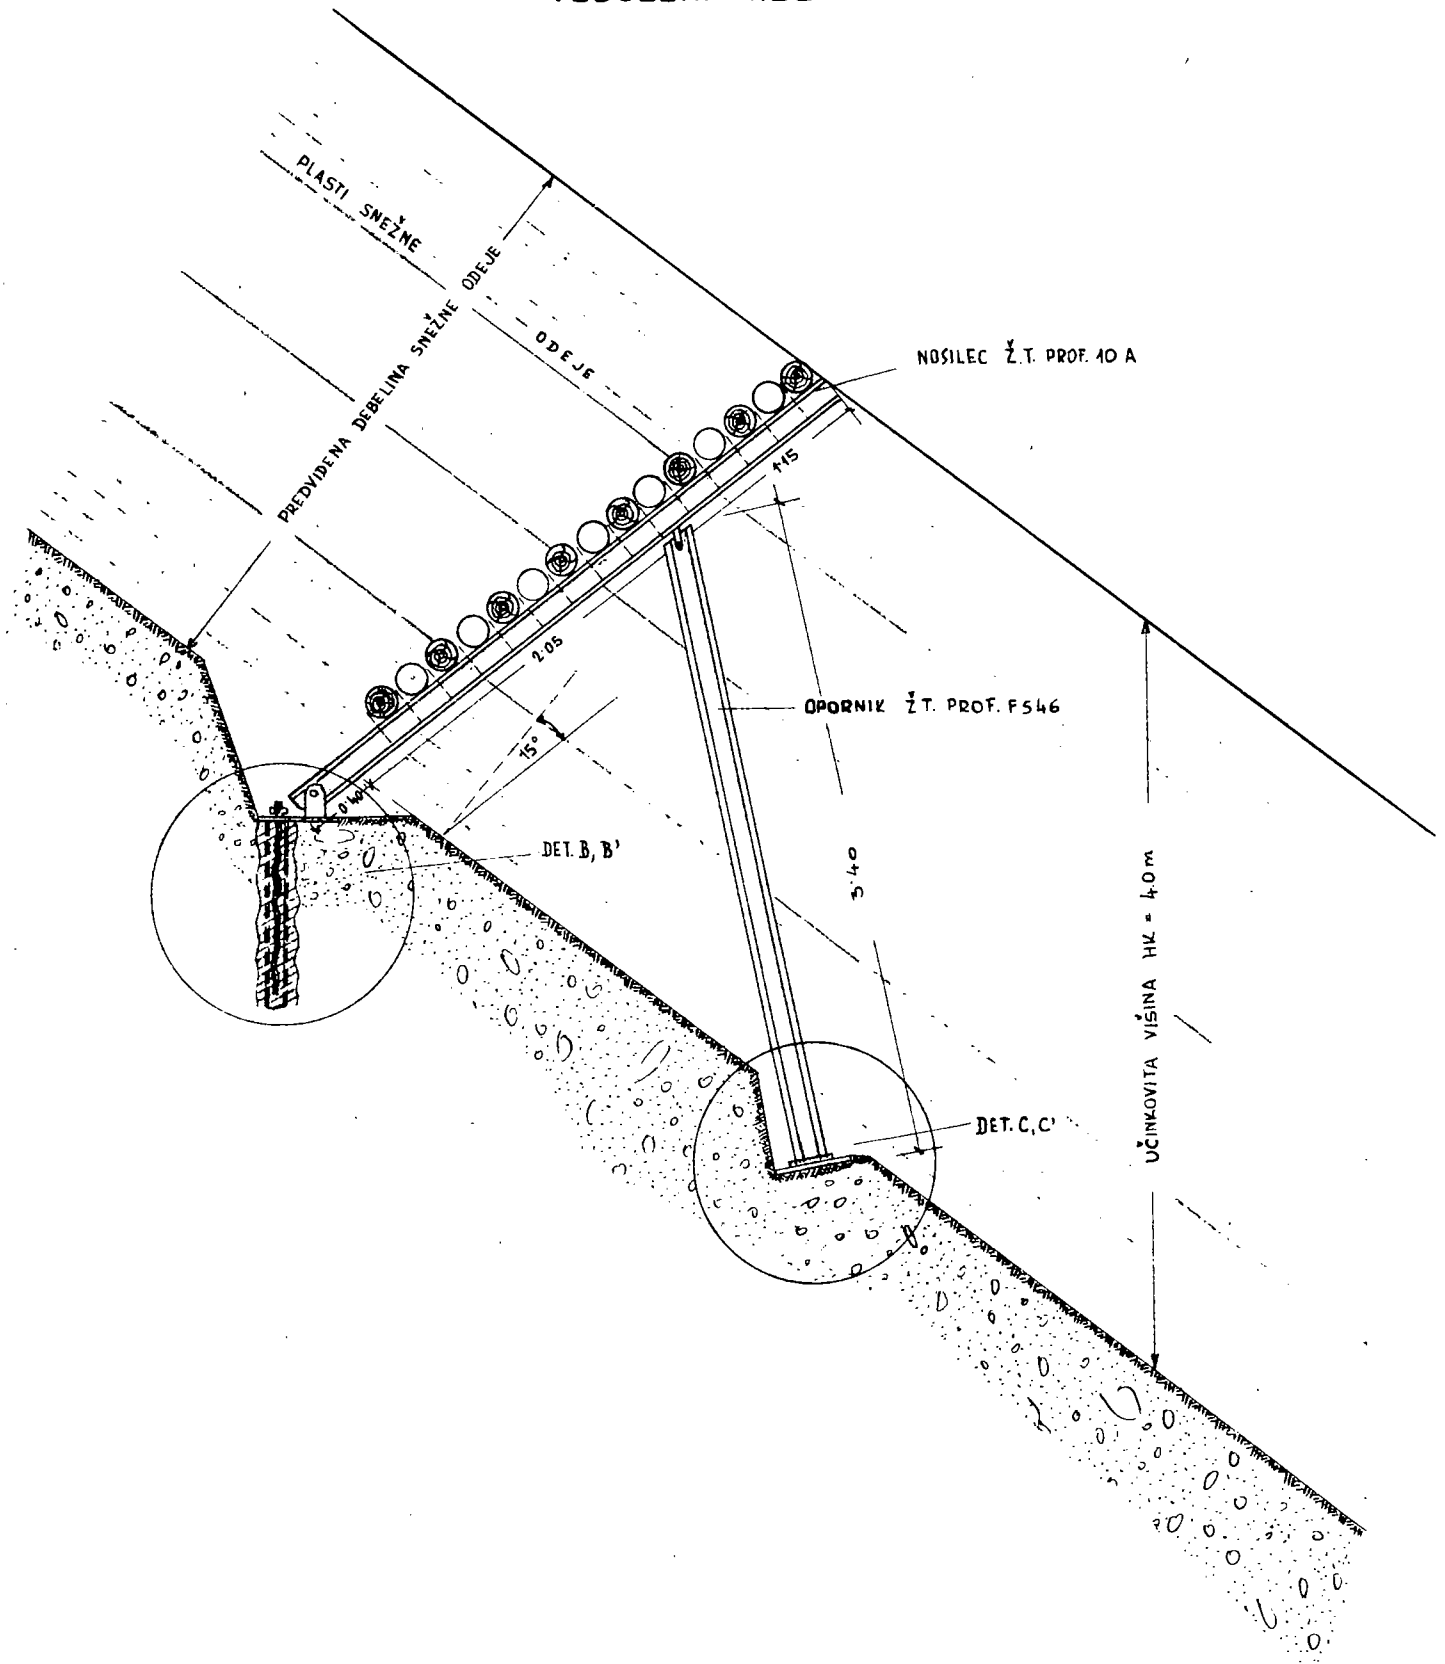 PLASTI SNEŽNE ODEJE
PREDVIDENA DEBELINA SNEŽNE ODEJE
NOSILEC Ž.T. PROF. 10 A
1·15
2·05
OPORNIK Ž.T. PROF. F 546
15°
0·40
DET. B, B'
3·40
UČINKOVITA VIŠINA HK = 4.0 m
DET. C, C'